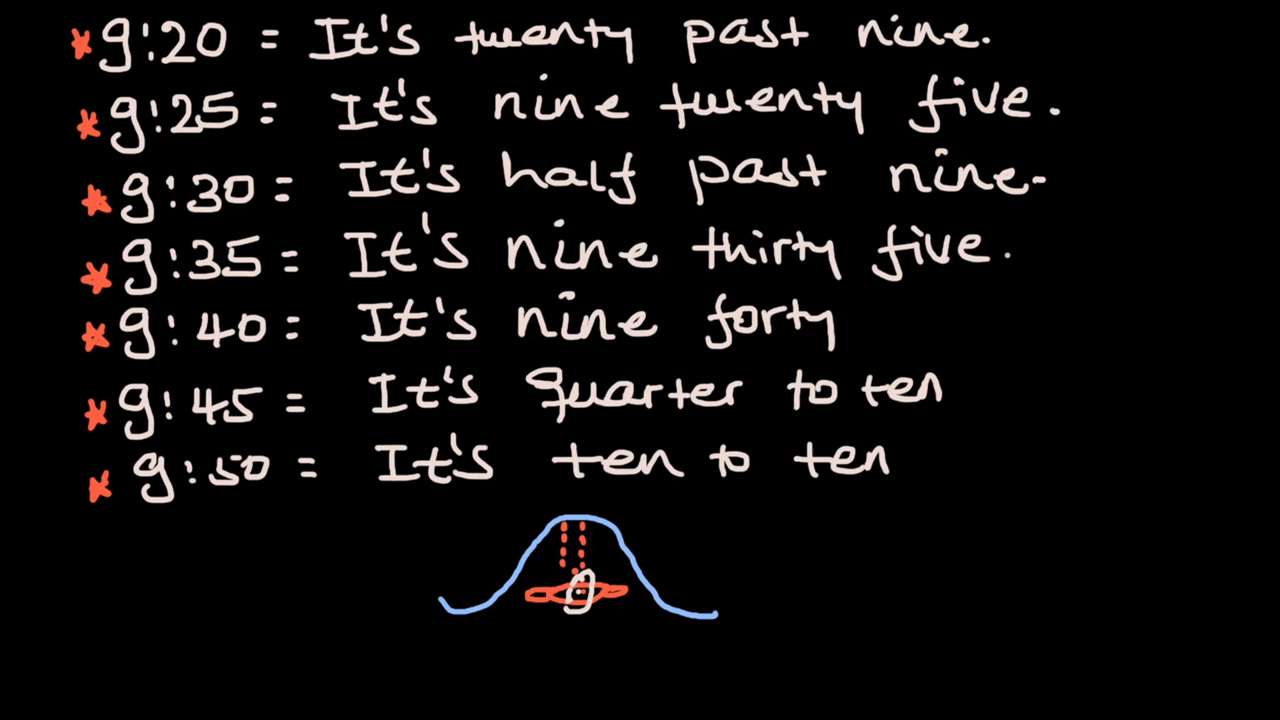 * 9:20 = It's twenty past nine.
* 9:25 = It's nine twenty five.
* 9:30 = It's half past nine.
* 9:35 = It's nine thirty five.
* 9:40 = It's nine forty
* 9:45 = It's quarter to ten
* 9:50 = It's ten to ten